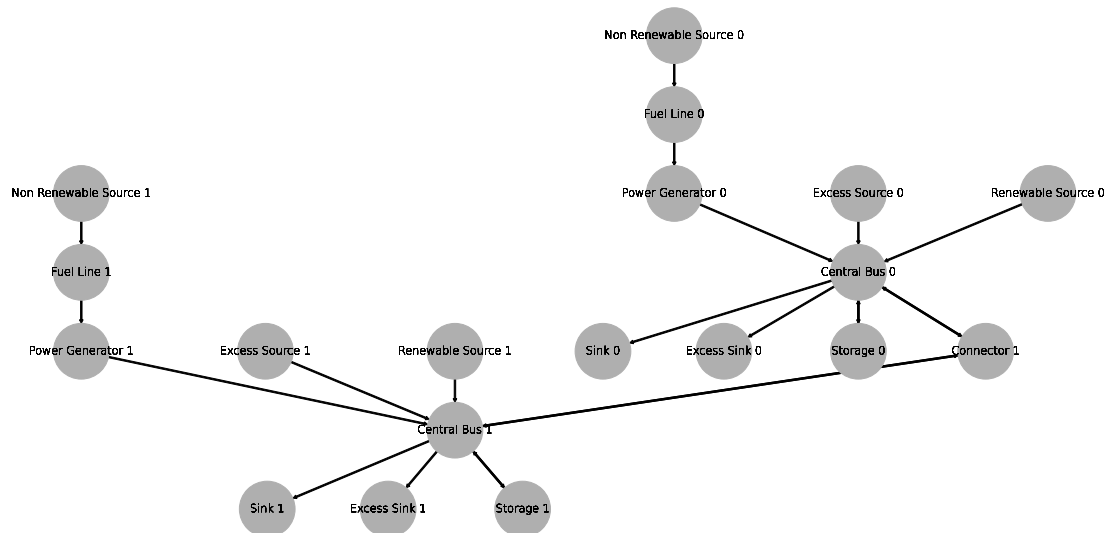 Non Renewable Source 0
Fuel Line 0
Non Renewable Source 1
Power Generator 0
Excess Source 0
Renewable Source 0
Fuel Line 1
Central Bus 0
Power Generator 1
Excess Source 1
Renewable Source 1
Sink 0
Excess Sink 0
Storage 0
Connector 1
Central Bus 1
Sink 1
Excess Sink 1
Storage 1